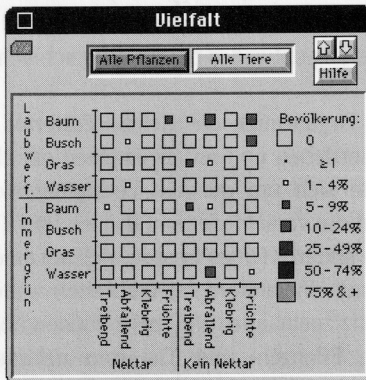 Vielfalt
Alle Pflanzen
Alle Tiere
Hilfe
Laubwerf.
Baum
Busch
Gras
Wasser
Immergrün
Baum
Busch
Gras
Wasser
Treibend
Abfallend
Klebrig
Früchte
Treibend
Abfallend
Klebrig
Früchte
Nektar
Kein Nektar
Bevölkerung:
0
≥1
1 - 4%
5 - 9%
10 - 24%
25 - 49%
50 - 74%
75% & +